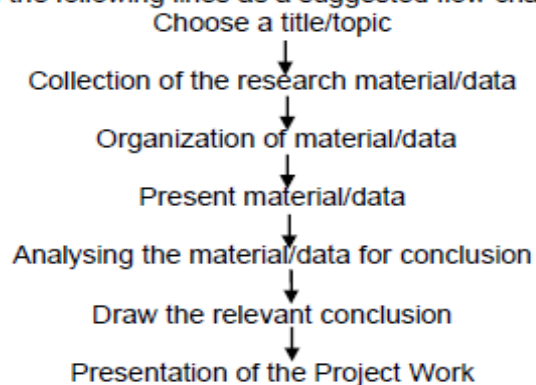 the following lines as a suggested flow cha
Choose a title/topic
Collection of the research material/data
Organization of material/data
Present material/data
Analysing the material/data for conclusion
Draw the relevant conclusion
Presentation of the Project Work